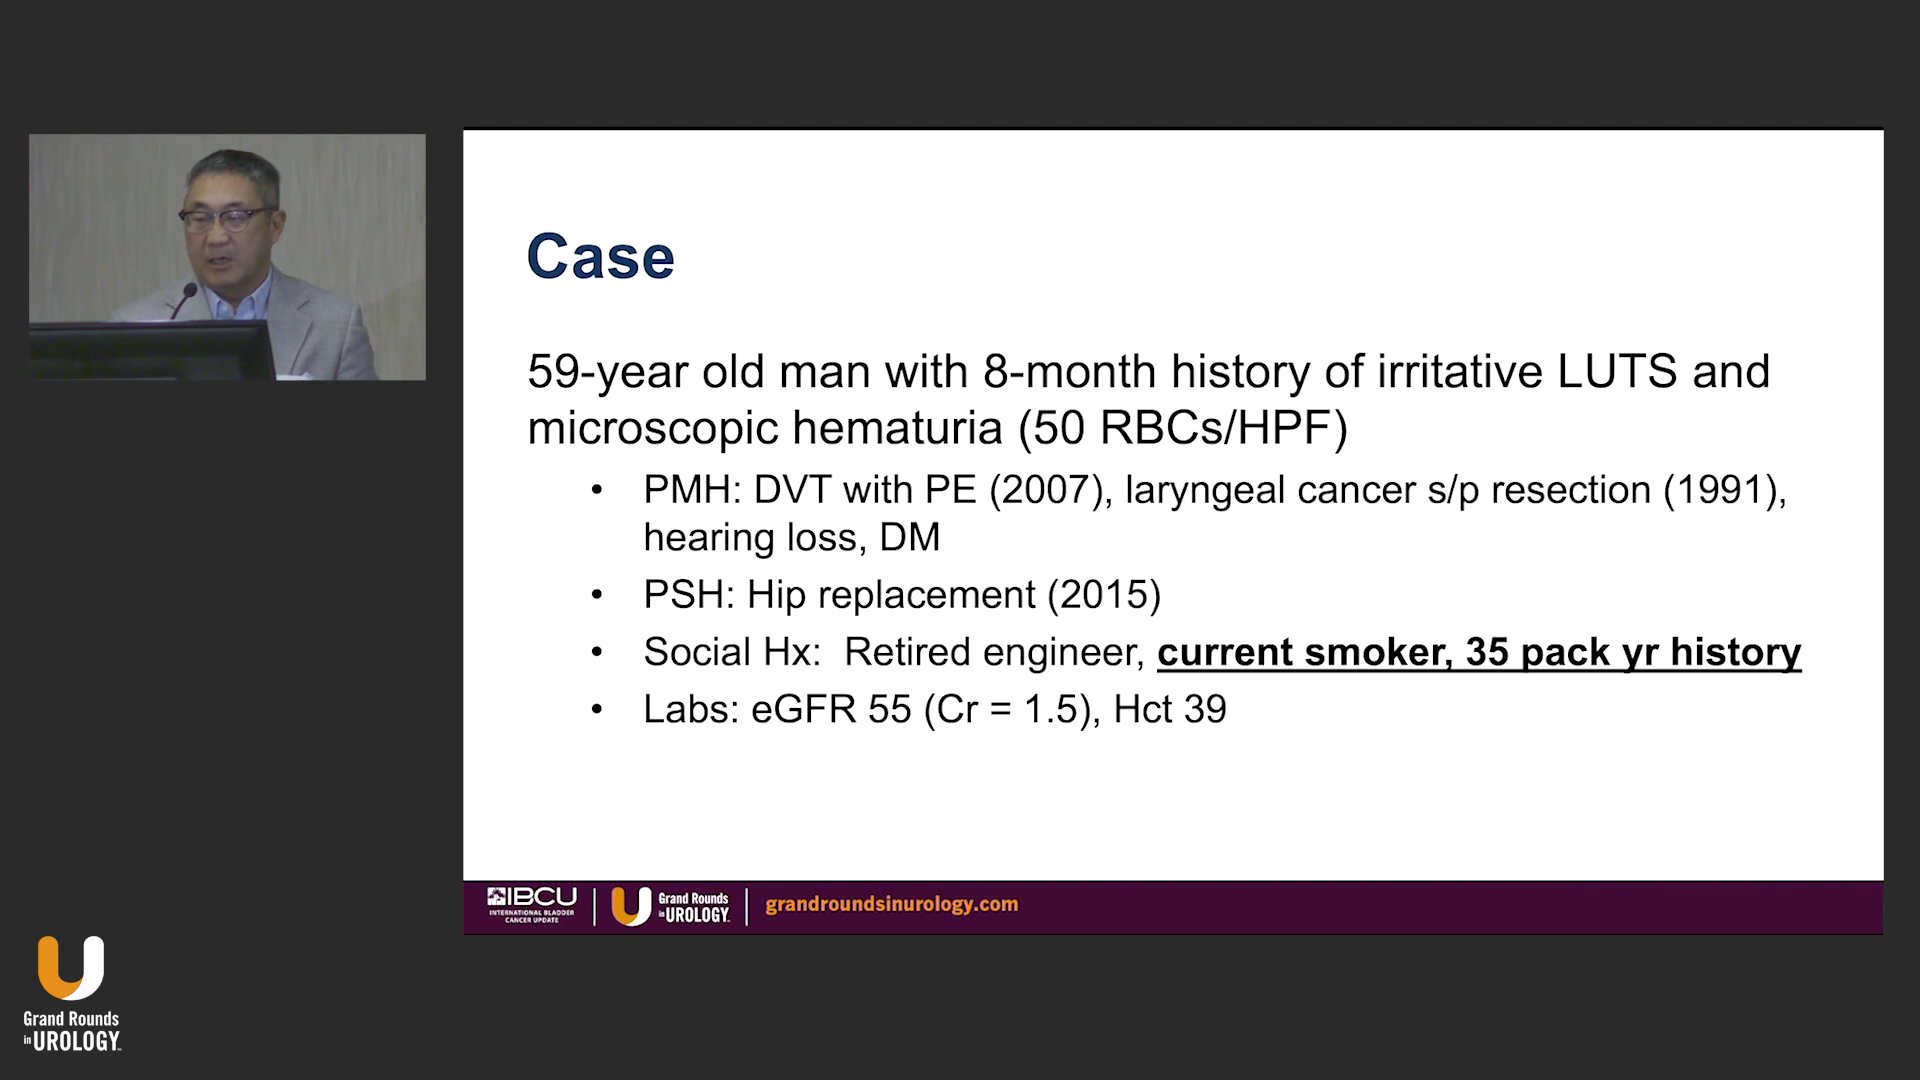 Case
59-year old man with 8-month history of irritative LUTS and
microscopic hematuria (50 RBCs/HPF)
• PMH: DVT with PE (2007), laryngeal cancer s/p resection (1991),
hearing loss, DM
• PSH: Hip replacement (2015)
• Social Hx:  Retired engineer, current smoker, 35 pack yr history
• Labs: eGFR 55 (Cr = 1.5), Hct 39
IBCU
INTERNATIONAL BLADDER
CANCER UPDATE
Grand Rounds
in UROLOGY™
grandroundsinurology.com
Grand Rounds
in UROLOGY™